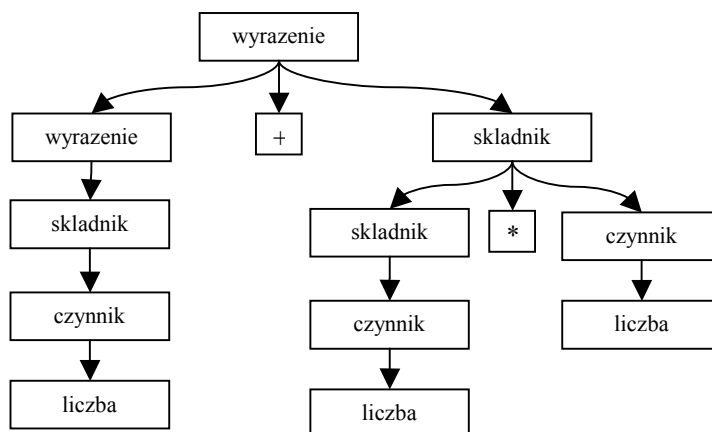 wyrazenie
wyrazenie
+
skladnik
skladnik
skladnik
*
czynnik
czynnik
czynnik
liczba
liczba
liczba